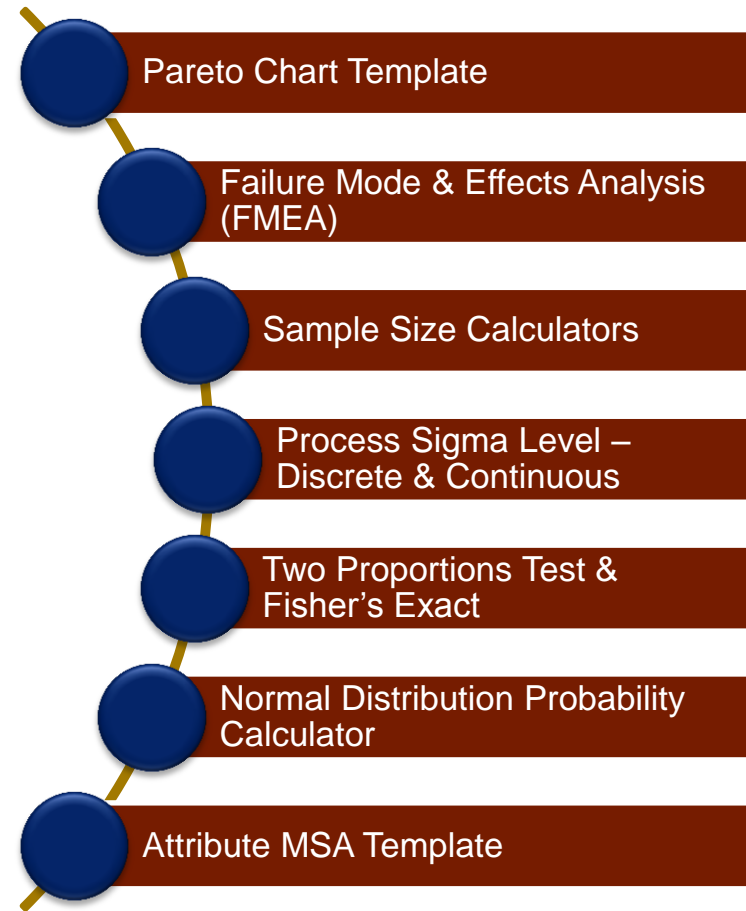 Pareto Chart Template
Failure Mode & Effects Analysis
(FMEA)
Sample Size Calculators
Process Sigma Level –
Discrete & Continuous
Two Proportions Test &
Fisher’s Exact
Normal Distribution Probability
Calculator
Attribute MSA Template